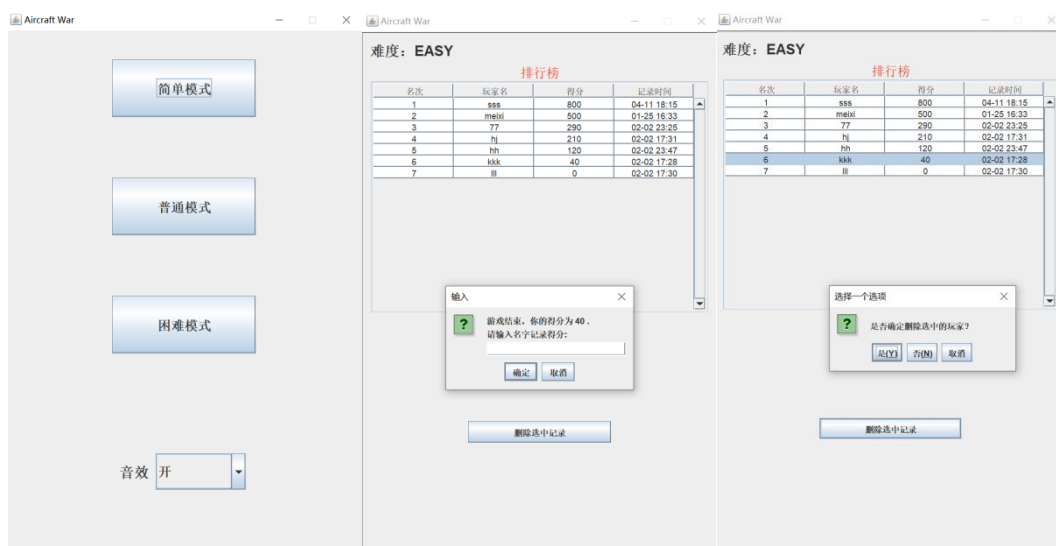 Aircraft War
简单模式
普通模式
困难模式
音效 开
Aircraft War
难度：EASY
排行榜
名次 玩家名 得分 记录时间
1 sss 800 04-11 18:15
2 meixi 500 01-25 16:33
3 77 290 02-02 23:25
4 hj 210 02-02 17:31
5 hh 120 02-02 23:47
6 kkk 40 02-02 17:28
7 lll 0 02-02 17:30
输入
游戏结束，你的得分为 40 .
请输入名字记录得分:
确定 取消
删除选中记录
Aircraft War
难度：EASY
排行榜
名次 玩家名 得分 记录时间
1 sss 800 04-11 18:15
2 meixi 500 01-25 16:33
3 77 290 02-02 23:25
4 hj 210 02-02 17:31
5 hh 120 02-02 23:47
6 kkk 40 02-02 17:28
7 lll 0 02-02 17:30
选择一个选项
是否确定删除选中的玩家?
是(Y) 否(N) 取消
删除选中记录